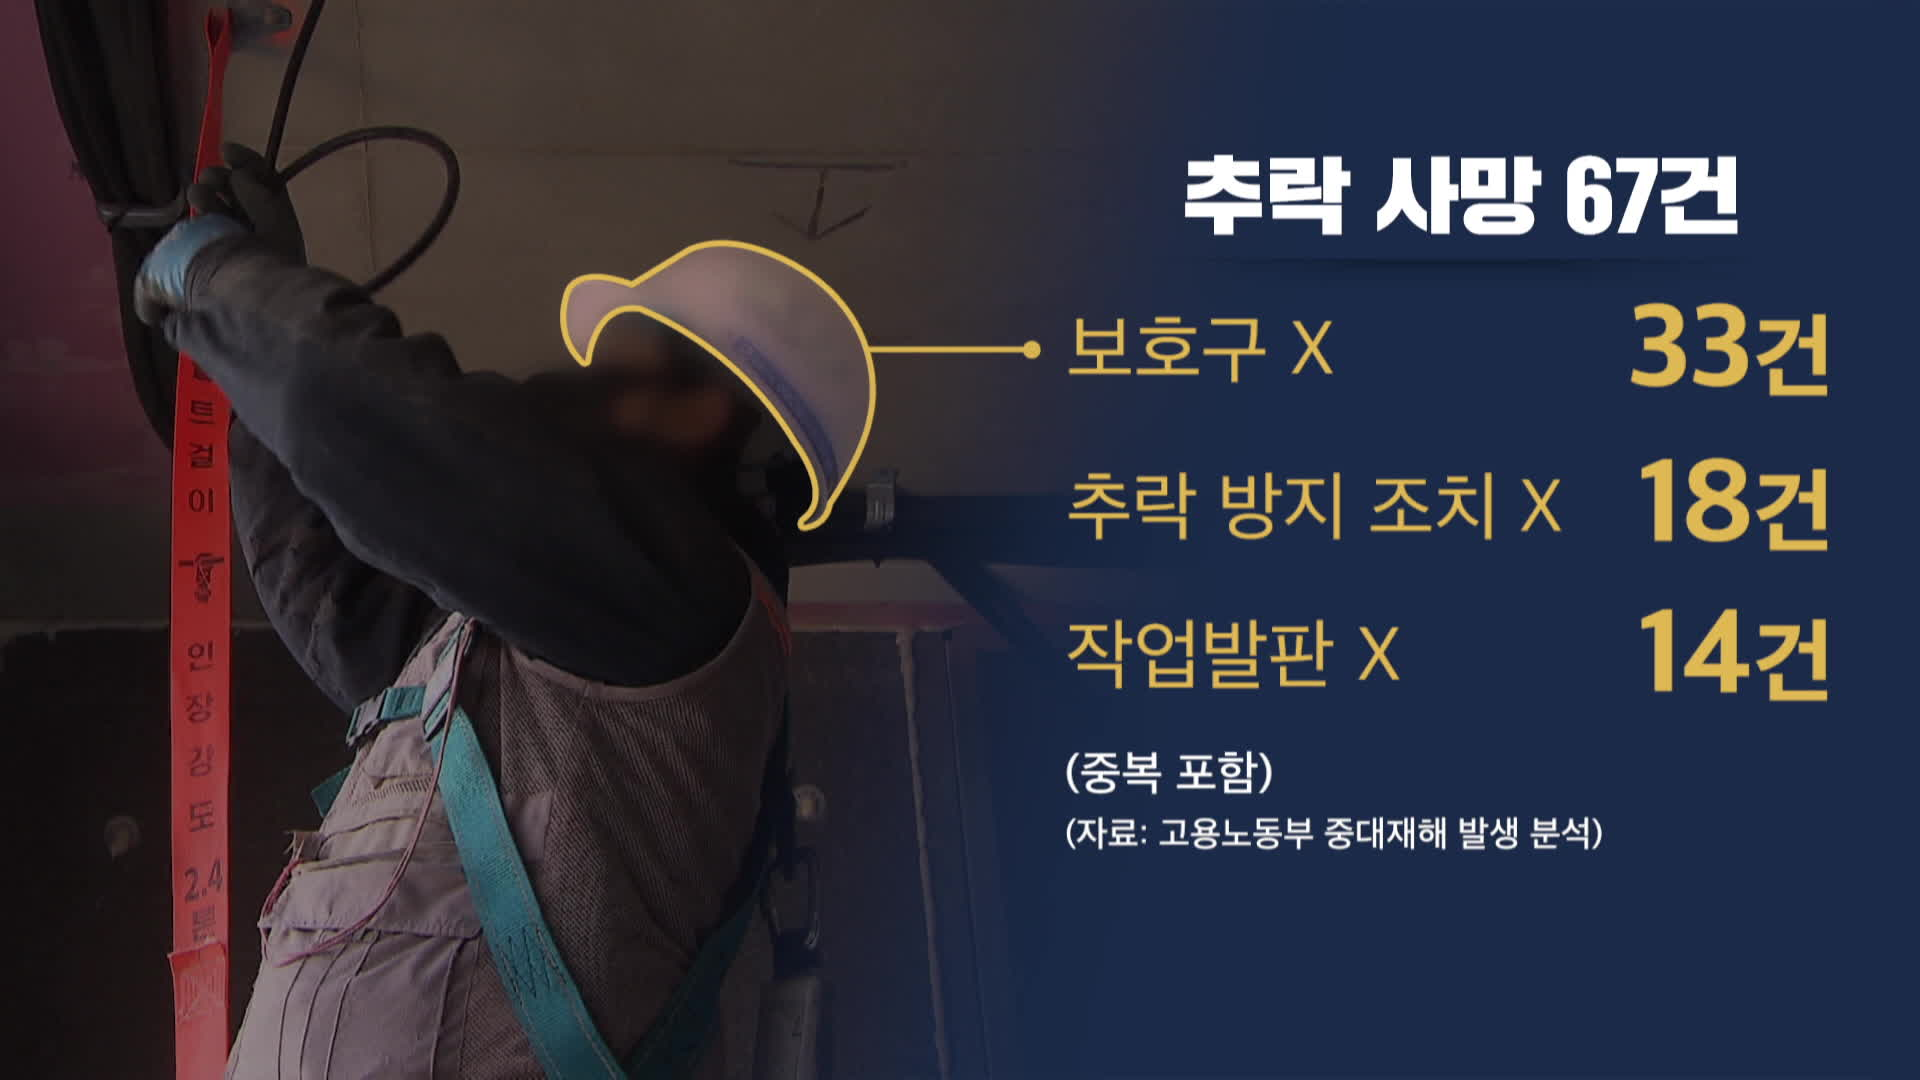 추락 사망 67건
보호구 X 33건
추락 방지 조치 X 18건
작업발판 X 14건
(중복 포함)
(자료: 고용노동부 중대재해 발생 분석)
걸이
인장강도
2.4